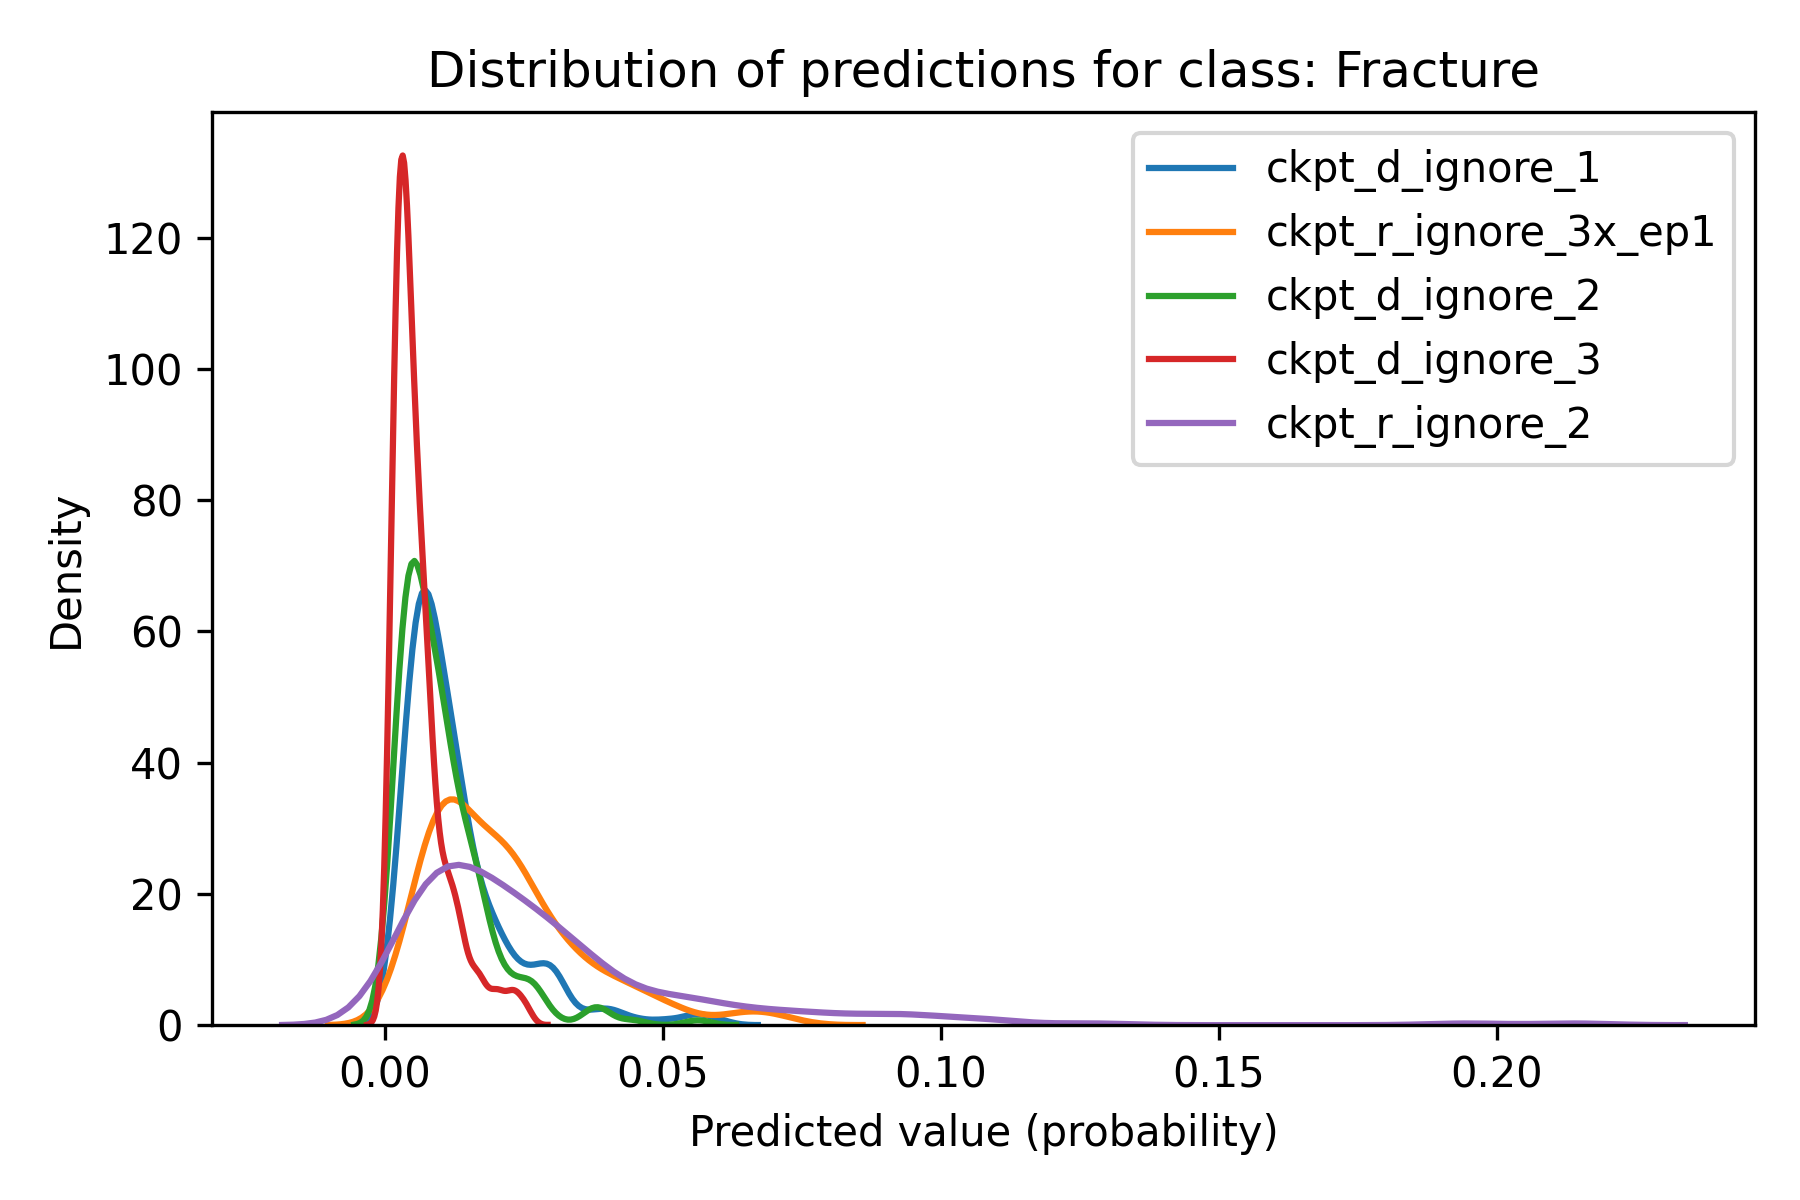 Distribution of predictions for class: Fracture
ckpt_d_ignore_1
ckpt_r_ignore_3x_ep1
ckpt_d_ignore_2
ckpt_d_ignore_3
ckpt_r_ignore_2
Density
120
100
80
60
40
20
0
0.00 0.05 0.10 0.15 0.20
Predicted value (probability)